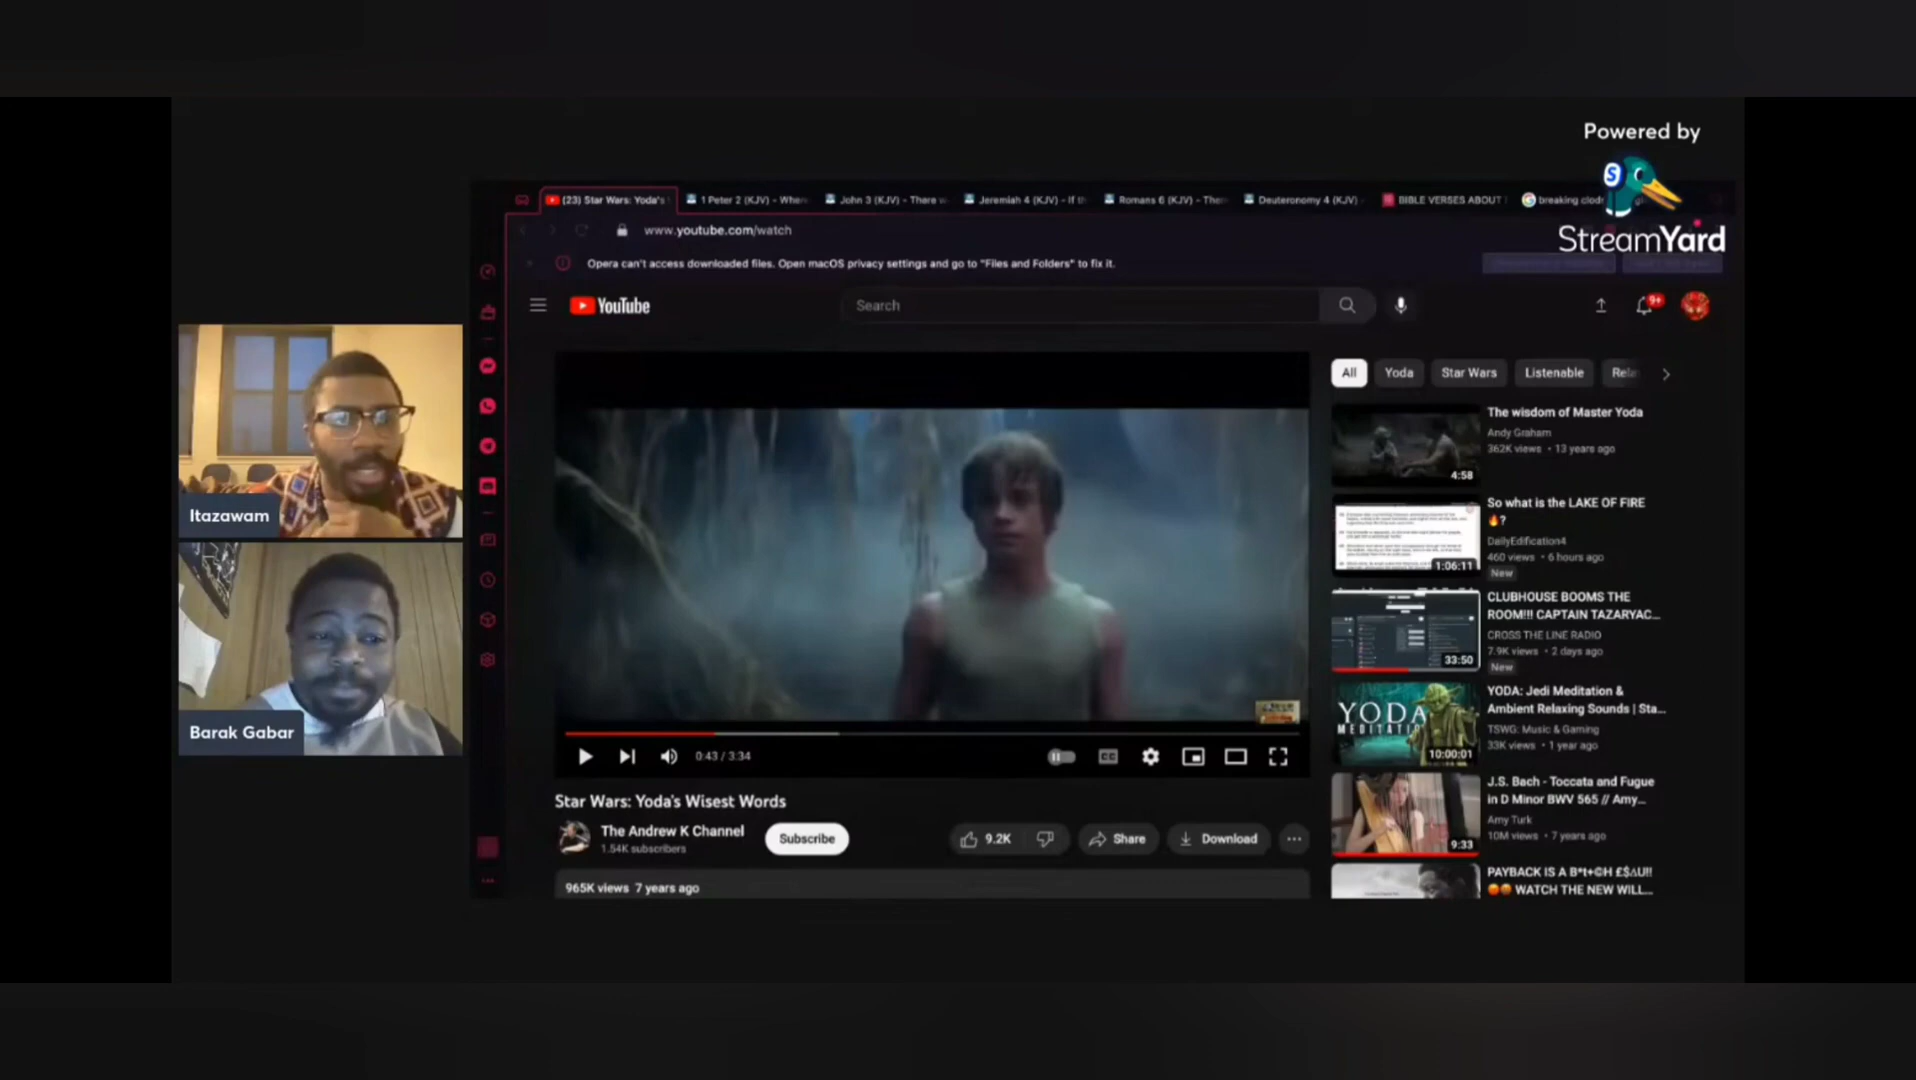 Powered by
StreamYard
(23) Star Wars: Yoda's
1 Peter 2 (KJV) - Where
John 3 (KJV) - There w
Jeremiah 4 (KJV) - If th
Romans 6 (KJV) - Ther
Deuteronomy 4 (KJV)
BIBLE VERSES ABOUT
breaking
www.youtube.com/watch
Opera can't access downloaded files. Open macOS privacy settings and go to "Files and Folders" to fix it.
YouTube
Search
9+
All
Yoda
Star Wars
Listenable
Rela
The wisdom of Master Yoda
Andy Graham
362K views • 13 years ago
4:58
So what is the LAKE OF FIRE
🔥?
DailyEdification4
460 views • 6 hours ago
New
1:06:11
CLUBHOUSE BOOMS THE
ROOM!!! CAPTAIN TAZARYAC...
CROSS THE LINE RADIO
7.9K views • 2 days ago
New
33:50
YODA: Jedi Meditation &
Ambient Relaxing Sounds | Sta...
TSWG: Music & Gaming
33K views • 1 year ago
YODA
MEDITATI
10:00:01
J.S. Bach - Toccata and Fugue
in D Minor BWV 565 // Amy...
Amy Turk
10M views • 7 years ago
9:33
PAYBACK IS A B*t+©H £$∆U!!
😡😡 WATCH THE NEW WILL...
Itazawam
Barak Gabar
0:43 / 3:34
CC
Star Wars: Yoda's Wisest Words
The Andrew K Channel
1.54K subscribers
Subscribe
9.2K
Share
Download
965K views 7 years ago